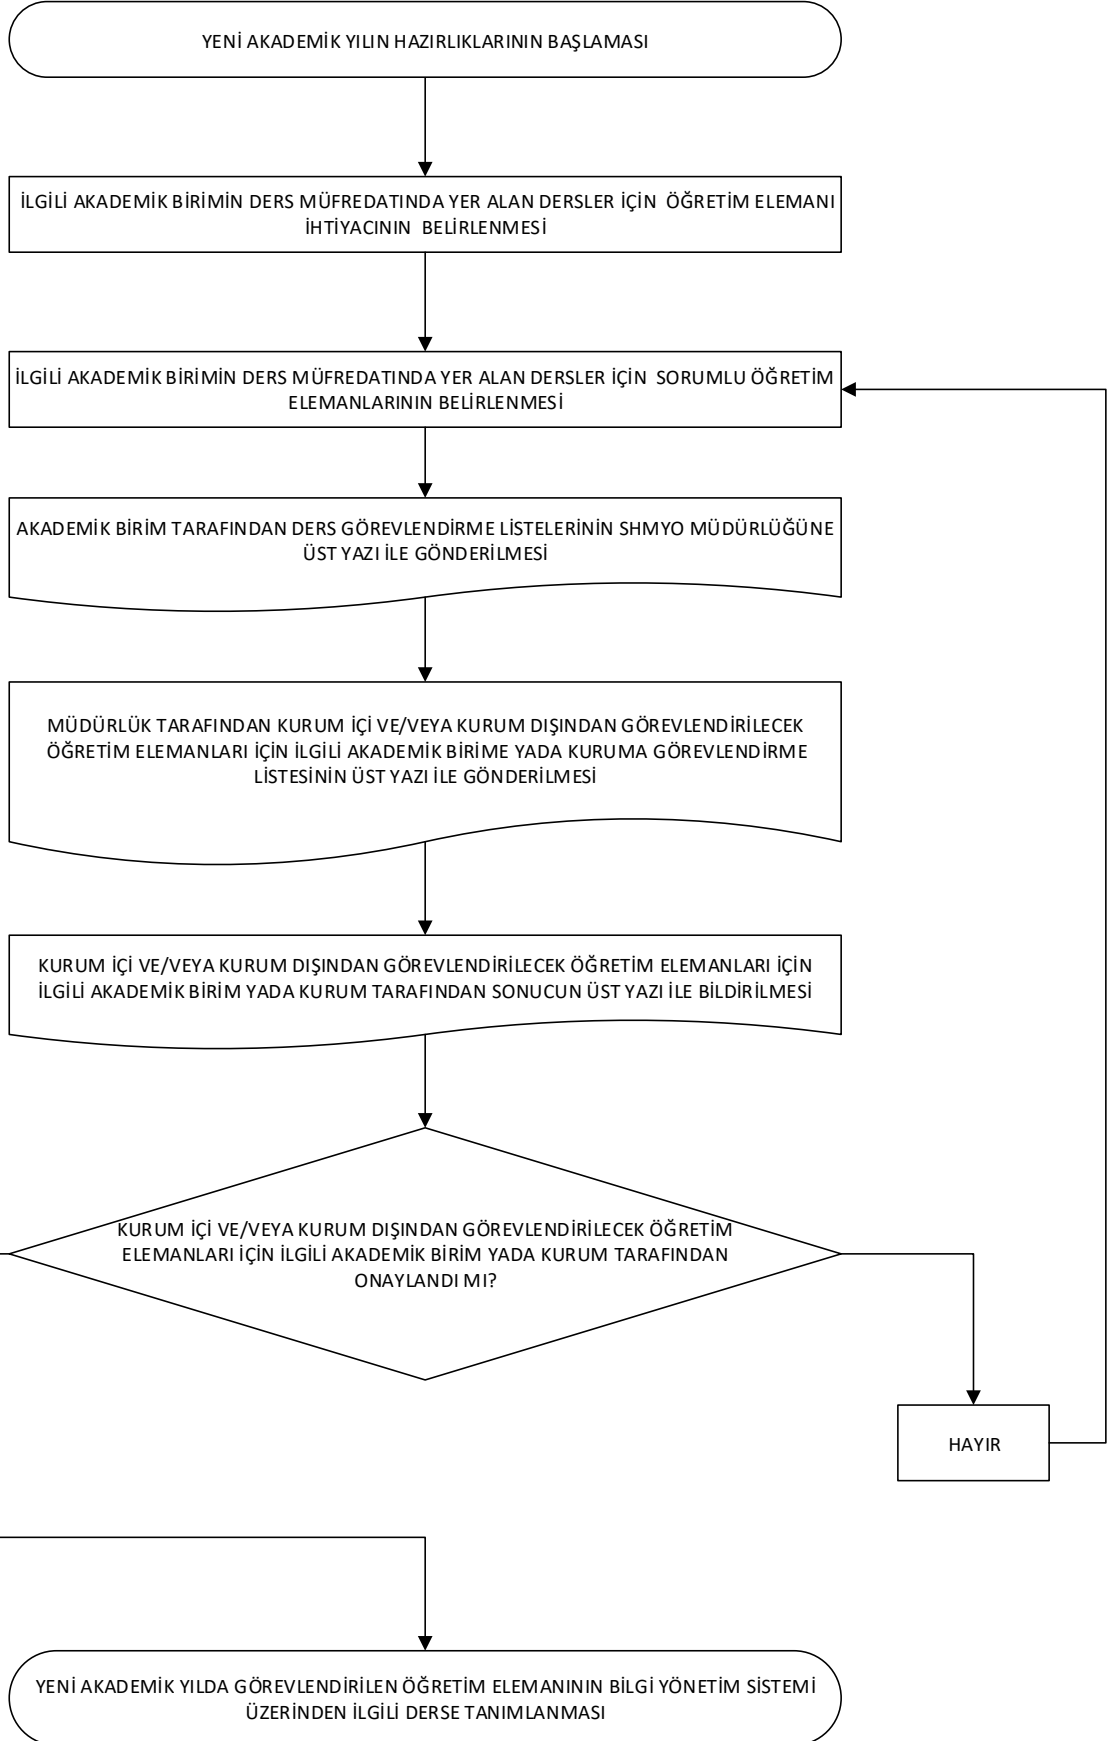 YENİ AKADEMİK YILIN HAZIRLIKLARININ BAŞLAMASI
İLGİLİ AKADEMİK BİRİMİN DERS MÜFREDATINDA YER ALAN DERSLER İÇİN ÖĞRETİM ELEMANI
İHTİYACININ BELİRLENMESİ
İLGİLİ AKADEMİK BİRİMİN DERS MÜFREDATINDA YER ALAN DERSLER İÇİN SORUMLU ÖĞRETİM
ELEMANLARININ BELİRLENMESİ
AKADEMİK BİRİM TARAFINDAN DERS GÖREVLENDİRME LİSTELERİNİN SHMYO MÜDÜRLÜĞÜNE
ÜST YAZI İLE GÖNDERİLMESİ
MÜDÜRLÜK TARAFINDAN KURUM İÇİ VE/VEYA KURUM DIŞINDAN GÖREVLENDİRİLECEK
ÖĞRETİM ELEMANLARI İÇİN İLGİLİ AKADEMİK BİRİME YADA KURUMA GÖREVLENDİRME
LİSTESİNİN ÜST YAZI İLE GÖNDERİLMESİ
KURUM İÇİ VE/VEYA KURUM DIŞINDAN GÖREVLENDİRİLECEK ÖĞRETİM ELEMANLARI İÇİN
İLGİLİ AKADEMİK BİRİM YADA KURUM TARAFINDAN SONUCUN ÜST YAZI İLE BİLDİRİLMESİ
KURUM İÇİ VE/VEYA KURUM DIŞINDAN GÖREVLENDİRİLECEK ÖĞRETİM
ELEMANLARI İÇİN İLGİLİ AKADEMİK BİRİM YADA KURUM TARAFINDAN
ONAYLANDI MI?
HAYIR
YENİ AKADEMİK YILDA GÖREVLENDİRİLEN ÖĞRETİM ELEMANININ BİLGİ YÖNETİM SİSTEMİ
ÜZERİNDEN İLGİLİ DERSE TANIMLANMASI